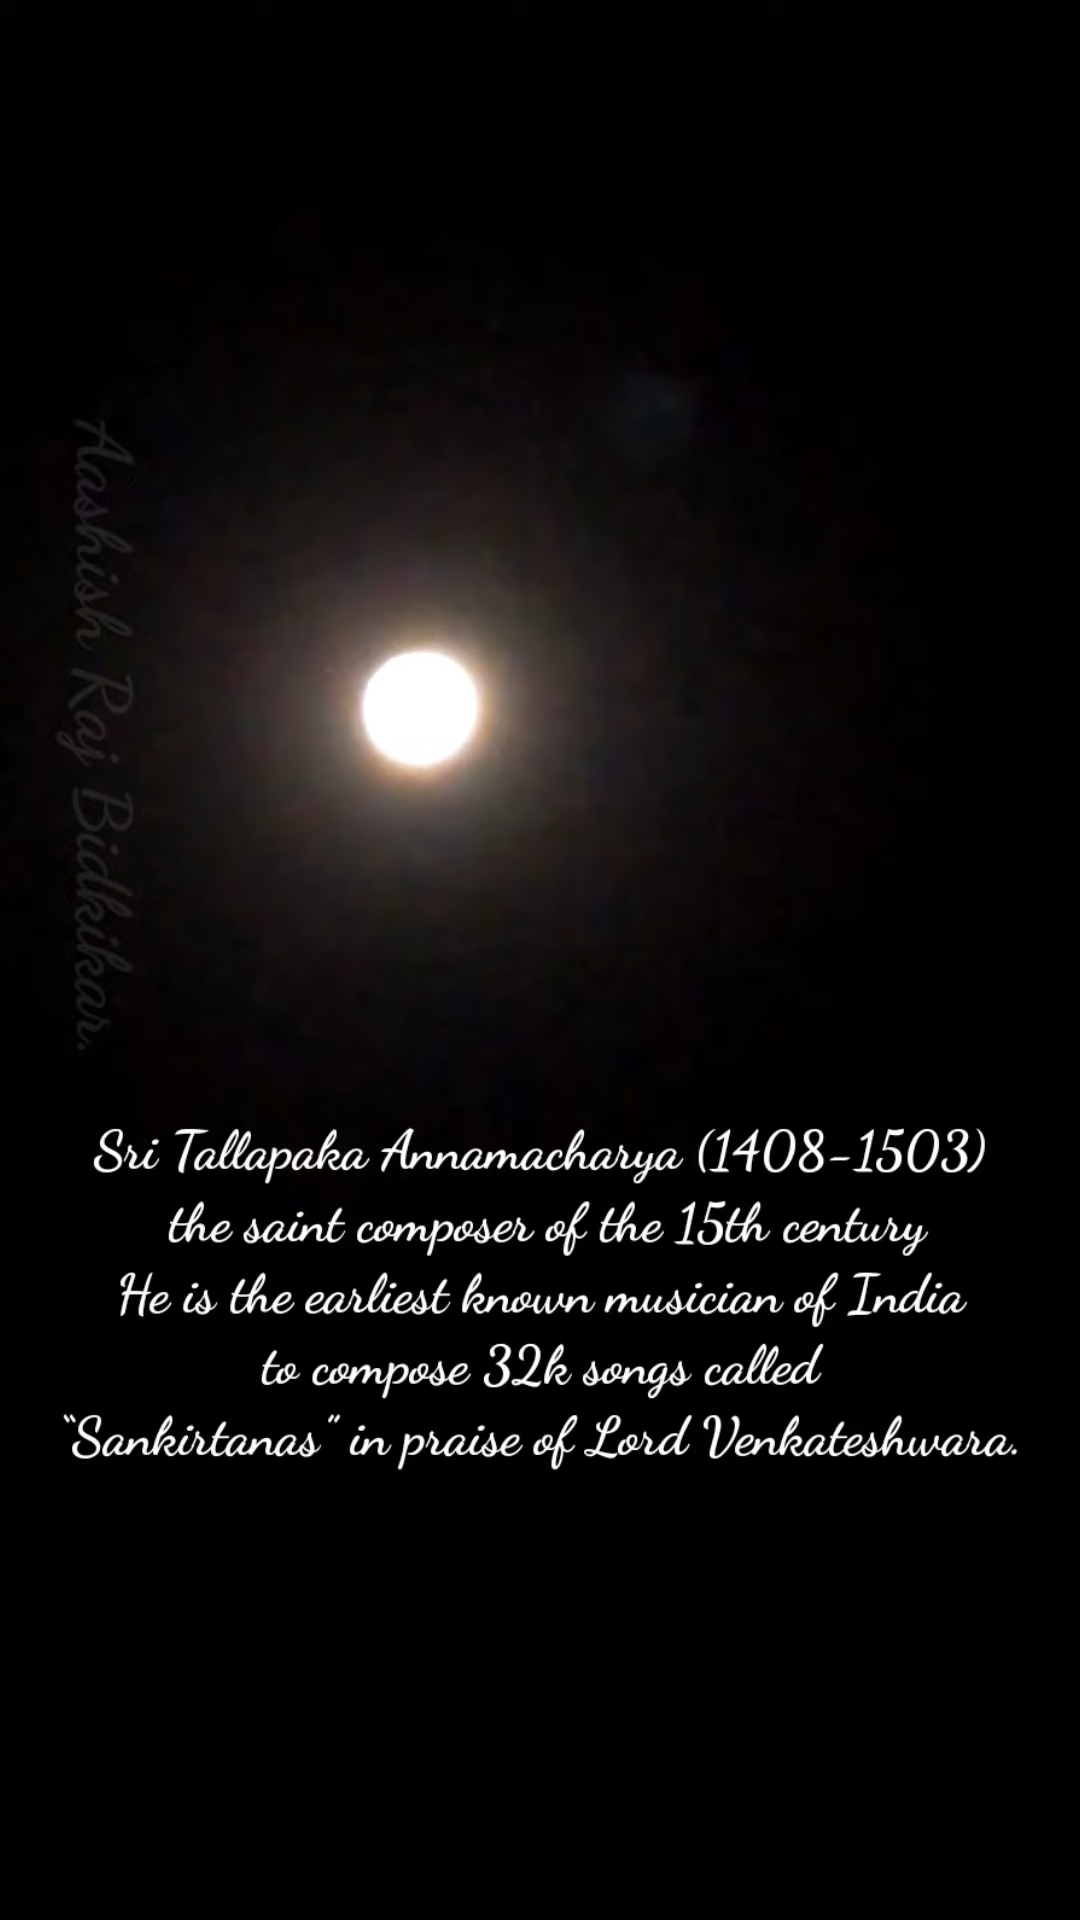 Aashish Raj Bidkikar.
Sri Tallapaka Annamacharya (1408-1503)
the saint composer of the 15th century
He is the earliest known musician of India
to compose 32k songs called
“Sankirtanas” in praise of Lord Venkateshwara.